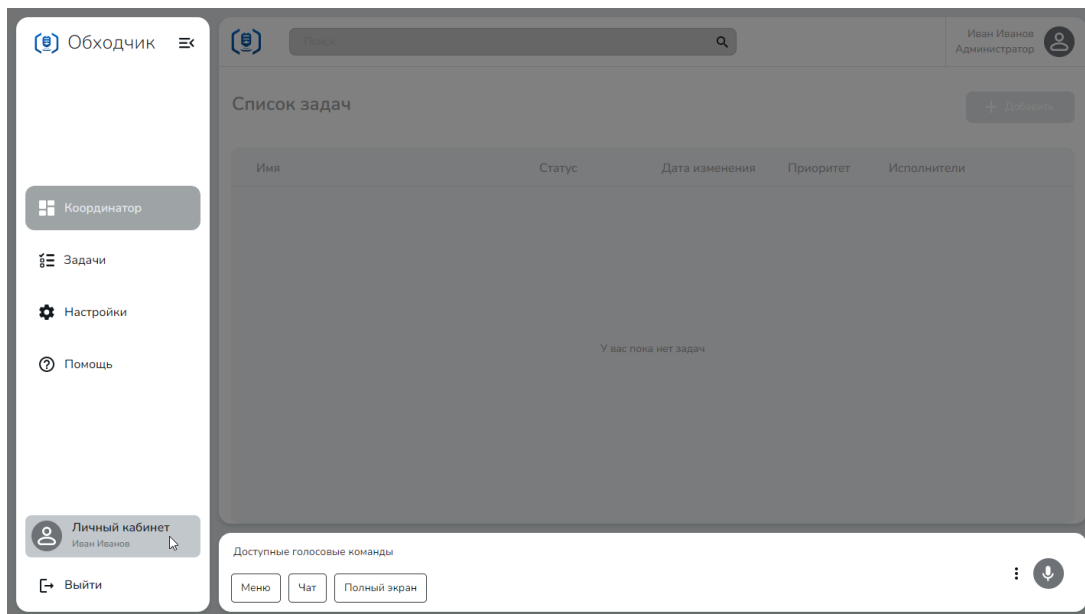 Обходчик
Координатор
Задачи
Настройки
Помощь
Личный кабинет
Иван Иванов
Выйти
Поиск
Иван Иванов
Администратор
Список задач
+ Добавить
Имя Статус Дата изменения Приоритет Исполнители
У вас пока нет задач
Доступные голосовые команды
Меню Чат Полный экран